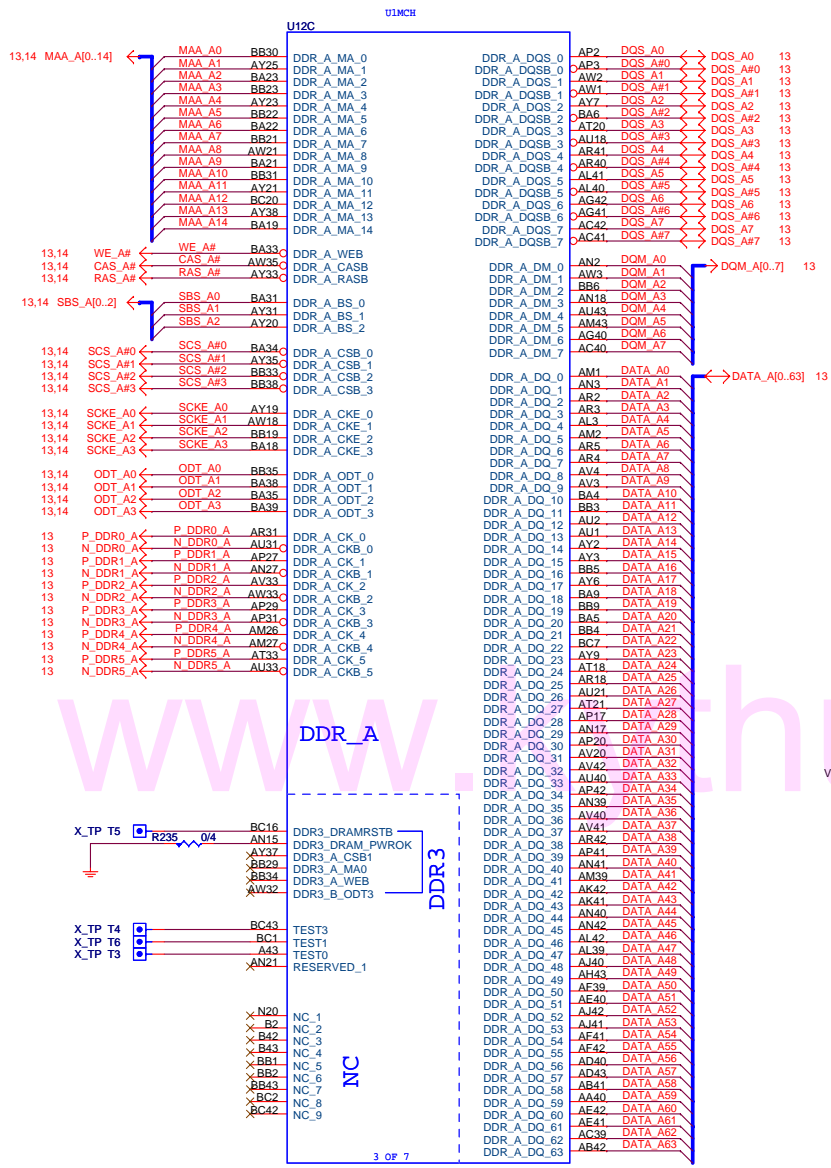 U1MCH
U12C
13,14 MAA_A[0..14]
MAA_A0 BB30 DDR_A_MA_0
MAA_A1 AY25 DDR_A_MA_1
MAA_A2 BA23 DDR_A_MA_2
MAA_A3 BB23 DDR_A_MA_3
MAA_A4 AY23 DDR_A_MA_4
MAA_A5 BB22 DDR_A_MA_5
MAA_A6 BA22 DDR_A_MA_6
MAA_A7 BB21 DDR_A_MA_7
MAA_A8 AW21 DDR_A_MA_8
MAA_A9 BA21 DDR_A_MA_9
MAA_A10 BB31 DDR_A_MA_10
MAA_A11 AY21 DDR_A_MA_11
MAA_A12 BC20 DDR_A_MA_12
MAA_A13 AY38 DDR_A_MA_13
MAA_A14 BA19 DDR_A_MA_14
13,14 WE_A# WE_A# BA33 DDR_A_WEB
13,14 CAS_A# CAS_A# AW35 DDR_A_CASB
13,14 RAS_A# RAS_A# AY33 DDR_A_RASB
13,14 SBS_A[0..2]
SBS_A0 BA31 DDR_A_BS_0
SBS_A1 AY31 DDR_A_BS_1
SBS_A2 AY20 DDR_A_BS_2
13,14 SCS_A#0 SCS_A#0 BA34 DDR_A_CSB_0
13,14 SCS_A#1 SCS_A#1 AY35 DDR_A_CSB_1
13,14 SCS_A#2 SCS_A#2 BB33 DDR_A_CSB_2
13,14 SCS_A#3 SCS_A#3 BB38 DDR_A_CSB_3
13,14 SCKE_A0 SCKE_A0 AY19 DDR_A_CKE_0
13,14 SCKE_A1 SCKE_A1 AW18 DDR_A_CKE_1
13,14 SCKE_A2 SCKE_A2 BB19 DDR_A_CKE_2
13,14 SCKE_A3 SCKE_A3 BA18 DDR_A_CKE_3
13,14 ODT_A0 ODT_A0 BB35 DDR_A_ODT_0
13,14 ODT_A1 ODT_A1 BA38 DDR_A_ODT_1
13,14 ODT_A2 ODT_A2 BA35 DDR_A_ODT_2
13,14 ODT_A3 ODT_A3 BA39 DDR_A_ODT_3
13 P_DDR0_A P_DDR0_A AR31 DDR_A_CK_0
13 N_DDR0_A N_DDR0_A AU31 DDR_A_CKB_0
13 P_DDR1_A P_DDR1_A AP27 DDR_A_CK_1
13 N_DDR1_A N_DDR1_A AN27 DDR_A_CKB_1
13 P_DDR2_A P_DDR2_A AV33 DDR_A_CK_2
13 N_DDR2_A N_DDR2_A AW33 DDR_A_CKB_2
13 P_DDR3_A P_DDR3_A AP29 DDR_A_CK_3
13 N_DDR3_A N_DDR3_A AP31 DDR_A_CKB_3
13 P_DDR4_A P_DDR4_A AM26 DDR_A_CK_4
13 N_DDR4_A N_DDR4_A AM27 DDR_A_CKB_4
13 P_DDR5_A P_DDR5_A AT33 DDR_A_CK_5
13 N_DDR5_A N_DDR5_A AU33 DDR_A_CKB_5
DDR_A
X_TP T5 BC16 DDR3_DRAMRSTB
R235 0/4 AN15 DDR3_DRAM_PWROK
AY37 DDR3_A_CSB1
BB29 DDR3_A_MA0
BB34 DDR3_A_WEB
AW32 DDR3_B_ODT3
DDR3
X_TP T4 BC43 TEST3
X_TP T6 BC1 TEST1
X_TP T3 A43 TEST0
AN21 RESERVED_1
N20 NC_1
B2 NC_2
B42 NC_3
B43 NC_4
BB1 NC_5
BB2 NC_6
BB43 NC_7
BC2 NC_8
BC42 NC_9
NC
3 OF 7
DDR_A_DQS_0 AP2 DQS_A0 DQS_A0 13
DDR_A_DQSB_0 AP3 DQS_A#0 DQS_A#0 13
DDR_A_DQS_1 AW2 DQS_A1 DQS_A1 13
DDR_A_DQSB_1 AW1 DQS_A#1 DQS_A#1 13
DDR_A_DQS_2 AY7 DQS_A2 DQS_A2 13
DDR_A_DQSB_2 BA6 DQS_A#2 DQS_A#2 13
DDR_A_DQS_3 AT20 DQS_A3 DQS_A3 13
DDR_A_DQSB_3 AU18 DQS_A#3 DQS_A#3 13
DDR_A_DQS_4 AR41 DQS_A4 DQS_A4 13
DDR_A_DQSB_4 AR40 DQS_A#4 DQS_A#4 13
DDR_A_DQS_5 AL41 DQS_A5 DQS_A5 13
DDR_A_DQSB_5 AL40 DQS_A#5 DQS_A#5 13
DDR_A_DQS_6 AG42 DQS_A6 DQS_A6 13
DDR_A_DQSB_6 AG41 DQS_A#6 DQS_A#6 13
DDR_A_DQS_7 AC42 DQS_A7 DQS_A7 13
DDR_A_DQSB_7 AC41 DQS_A#7 DQS_A#7 13
DDR_A_DM_0 AN2 DQM_A0 DQM_A[0..7] 13
DDR_A_DM_1 AW3 DQM_A1
DDR_A_DM_2 BB6 DQM_A2
DDR_A_DM_3 AN18 DQM_A3
DDR_A_DM_4 AU43 DQM_A4
DDR_A_DM_5 AM43 DQM_A5
DDR_A_DM_6 AG40 DQM_A6
DDR_A_DM_7 AC40 DQM_A7
DDR_A_DQ_0 AM1 DATA_A0 DATA_A[0..63] 13
DDR_A_DQ_1 AN3 DATA_A1
DDR_A_DQ_2 AR2 DATA_A2
DDR_A_DQ_3 AR3 DATA_A3
DDR_A_DQ_4 AL3 DATA_A4
DDR_A_DQ_5 AM2 DATA_A5
DDR_A_DQ_6 AR5 DATA_A6
DDR_A_DQ_7 AR4 DATA_A7
DDR_A_DQ_8 AV4 DATA_A8
DDR_A_DQ_9 AV3 DATA_A9
DDR_A_DQ_10 BA4 DATA_A10
DDR_A_DQ_11 BB3 DATA_A11
DDR_A_DQ_12 AU2 DATA_A12
DDR_A_DQ_13 AU1 DATA_A13
DDR_A_DQ_14 AY2 DATA_A14
DDR_A_DQ_15 AY3 DATA_A15
DDR_A_DQ_16 BB5 DATA_A16
DDR_A_DQ_17 AY6 DATA_A17
DDR_A_DQ_18 BA9 DATA_A18
DDR_A_DQ_19 BB9 DATA_A19
DDR_A_DQ_20 BA5 DATA_A20
DDR_A_DQ_21 BB4 DATA_A21
DDR_A_DQ_22 BC7 DATA_A22
DDR_A_DQ_23 AY9 DATA_A23
DDR_A_DQ_24 AT18 DATA_A24
DDR_A_DQ_25 AR18 DATA_A25
DDR_A_DQ_26 AU21 DATA_A26
DDR_A_DQ_27 AT21 DATA_A27
DDR_A_DQ_28 AP17 DATA_A28
DDR_A_DQ_29 AN17 DATA_A29
DDR_A_DQ_30 AP20 DATA_A30
DDR_A_DQ_31 AV20 DATA_A31
DDR_A_DQ_32 AV42 DATA_A32
DDR_A_DQ_33 AU40 DATA_A33
DDR_A_DQ_34 AP42 DATA_A34
DDR_A_DQ_35 AN39 DATA_A35
DDR_A_DQ_36 AV40 DATA_A36
DDR_A_DQ_37 AV41 DATA_A37
DDR_A_DQ_38 AR42 DATA_A38
DDR_A_DQ_39 AP41 DATA_A39
DDR_A_DQ_40 AN41 DATA_A40
DDR_A_DQ_41 AM39 DATA_A41
DDR_A_DQ_42 AK42 DATA_A42
DDR_A_DQ_43 AK41 DATA_A43
DDR_A_DQ_44 AN40 DATA_A44
DDR_A_DQ_45 AN42 DATA_A45
DDR_A_DQ_46 AL42 DATA_A46
DDR_A_DQ_47 AL39 DATA_A47
DDR_A_DQ_48 AJ40 DATA_A48
DDR_A_DQ_49 AH43 DATA_A49
DDR_A_DQ_50 AF39 DATA_A50
DDR_A_DQ_51 AE40 DATA_A51
DDR_A_DQ_52 AJ42 DATA_A52
DDR_A_DQ_53 AJ41 DATA_A53
DDR_A_DQ_54 AF41 DATA_A54
DDR_A_DQ_55 AF42 DATA_A55
DDR_A_DQ_56 AD40 DATA_A56
DDR_A_DQ_57 AD43 DATA_A57
DDR_A_DQ_58 AB41 DATA_A58
DDR_A_DQ_59 AA40 DATA_A59
DDR_A_DQ_60 AE42 DATA_A60
DDR_A_DQ_61 AE41 DATA_A61
DDR_A_DQ_62 AC39 DATA_A62
DDR_A_DQ_63 AB42 DATA_A63
V